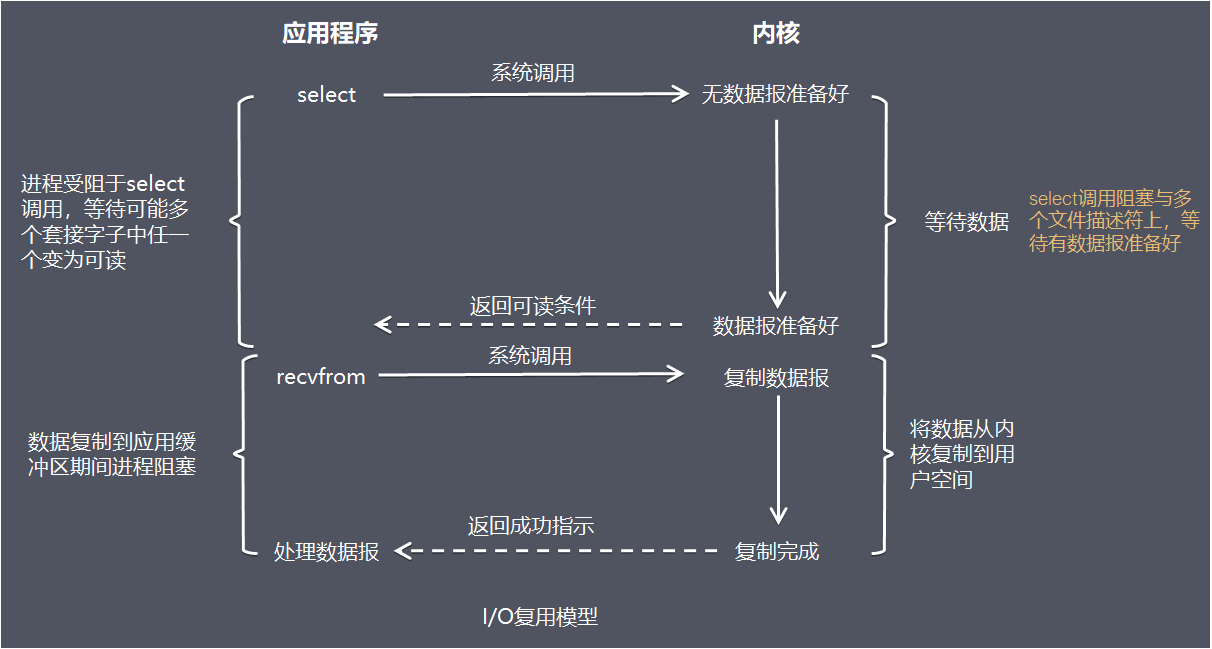 应用程序
内核
系统调用
select
无数据报准备好
进程受阻于select
调用，等待可能多
个套接字子中任一
个变为可读
等待数据
select调用阻塞与多
个文件描述符上，等
待有数据报准备好
返回可读条件
数据报准备好
系统调用
recvfrom
复制数据报
数据复制到应用缓
冲区期间进程阻塞
将数据从内
核复制到用
户空间
返回成功指示
处理数据报
复制完成
I/O复用模型